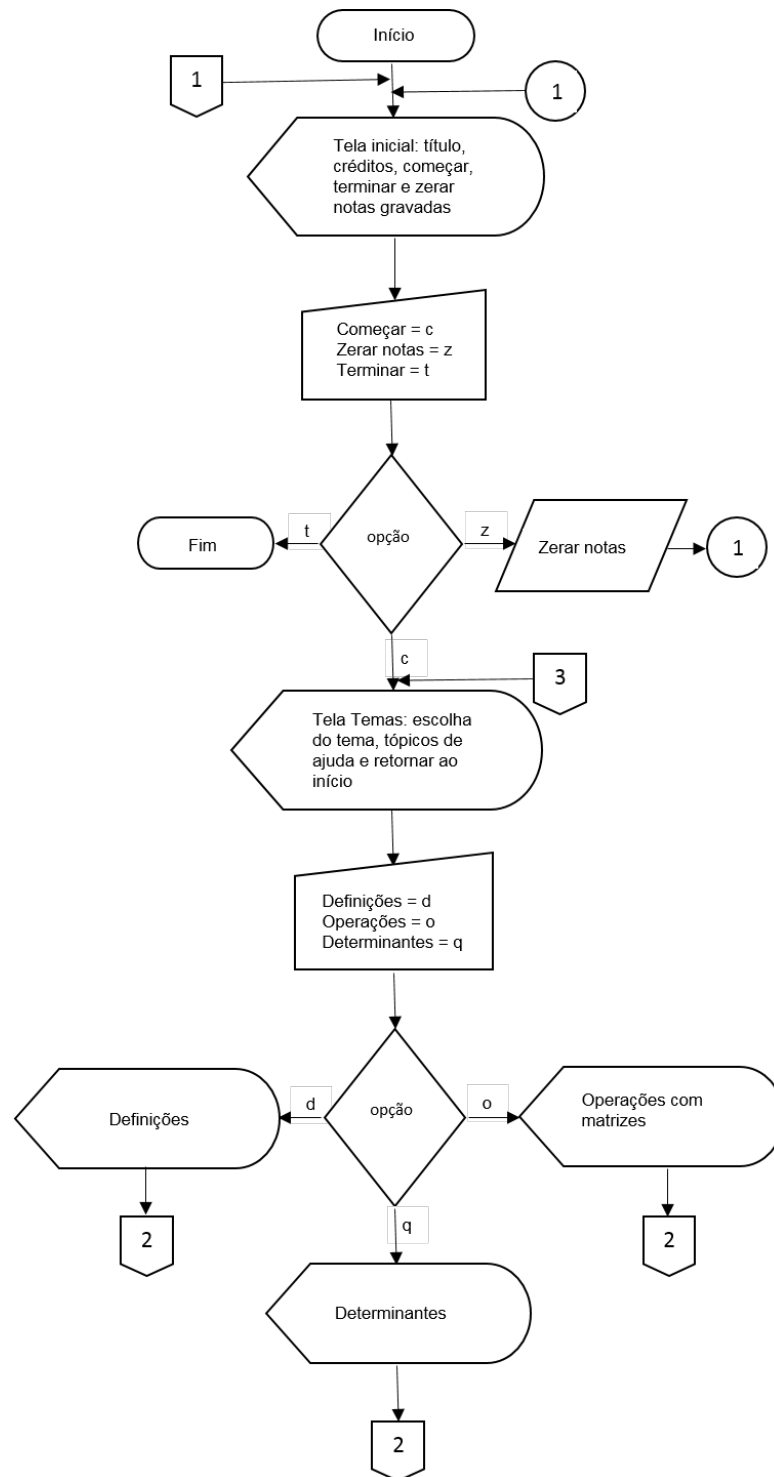 Início
1
1
Tela inicial: título,
créditos, começar,
terminar e zerar
notas gravadas
Começar = c
Zerar notas = z
Terminar = t
Fim
t
opção
z
Zerar notas
1
c
3
Tela Temas: escolha
do tema, tópicos de
ajuda e retornar ao
início
Definições = d
Operações = o
Determinantes = q
Definições
d
opção
o
Operações com
matrizes
2
q
2
Determinantes
2